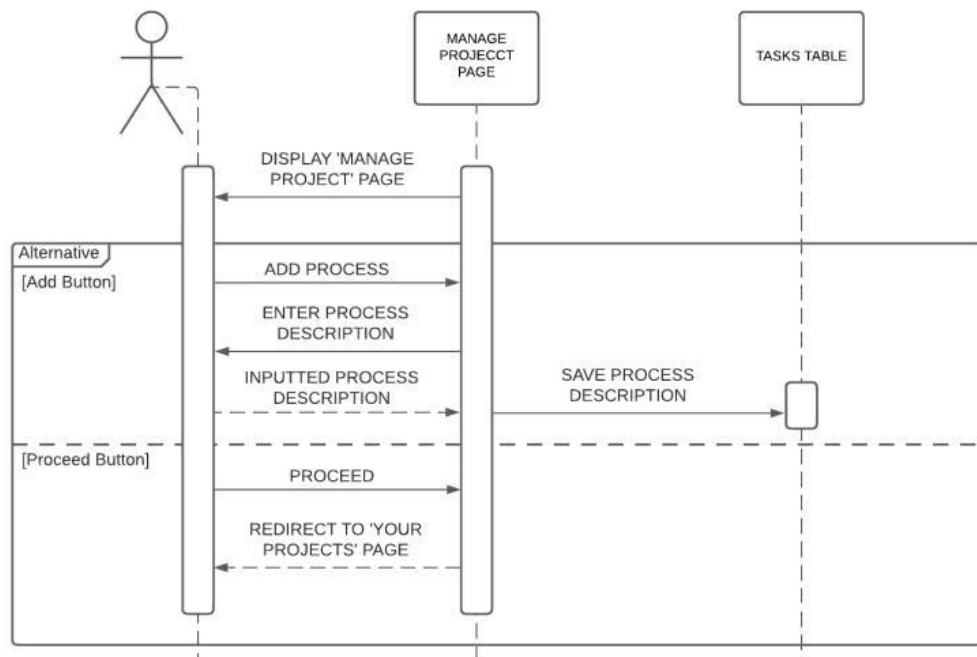 MANAGE
PROJECCT
PAGE
TASKS TABLE
DISPLAY 'MANAGE
PROJECT' PAGE
Alternative
[Add Button]
ADD PROCESS
ENTER PROCESS
DESCRIPTION
INPUTTED PROCESS
DESCRIPTION
SAVE PROCESS
DESCRIPTION
[Proceed Button]
PROCEED
REDIRECT TO 'YOUR
PROJECTS' PAGE